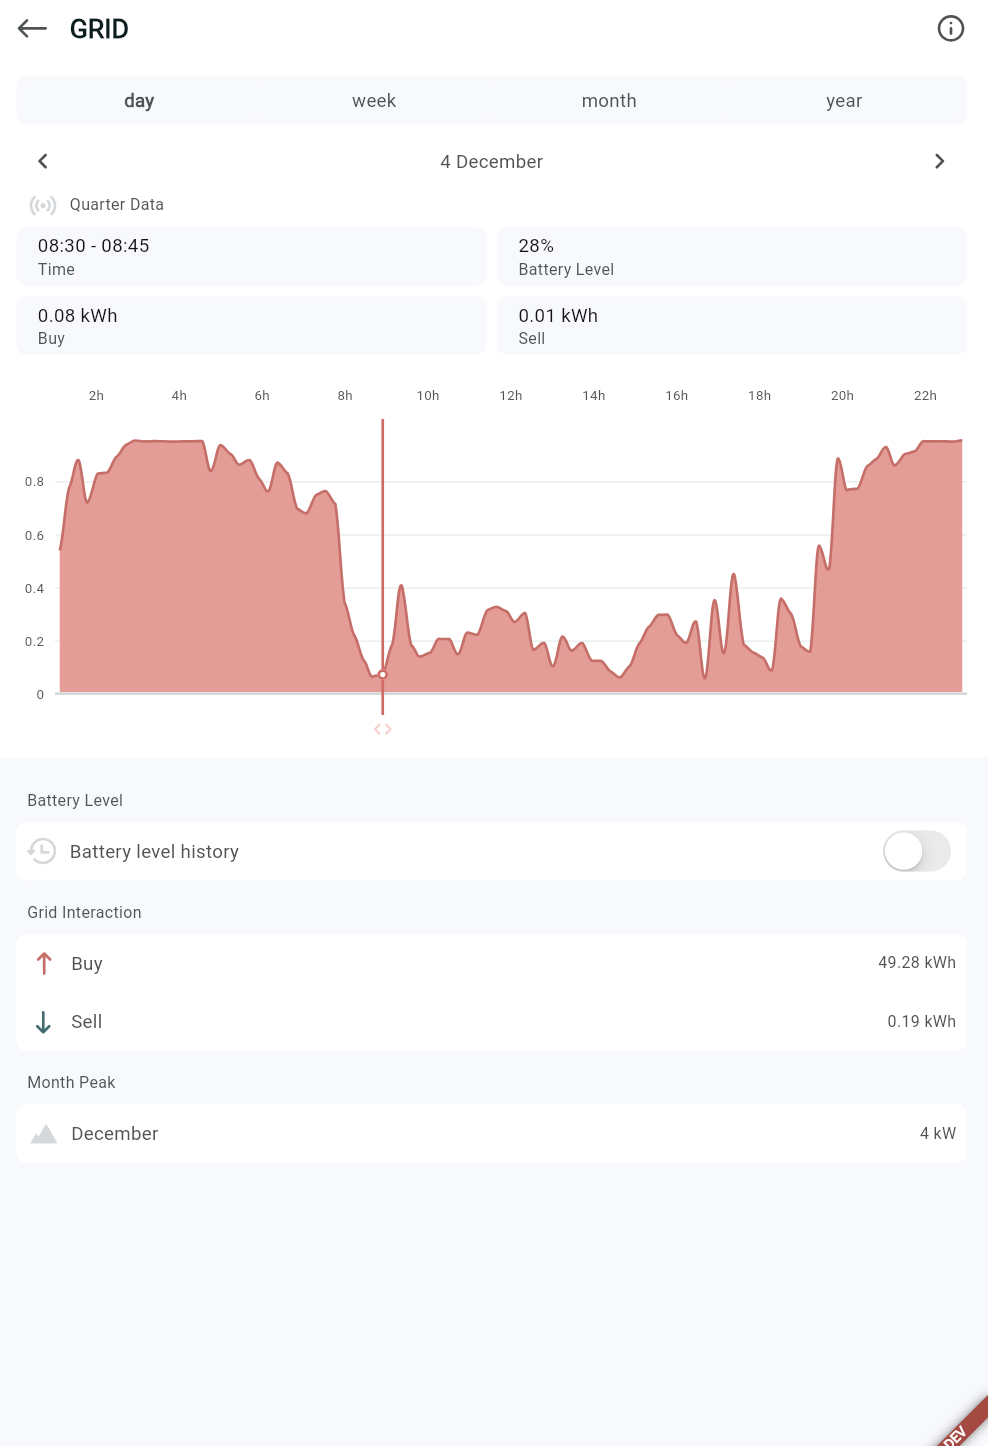 GRID
day week month year
4 December
Quarter Data
08:30 - 08:45
Time
28%
Battery Level
0.08 kWh
Buy
0.01 kWh
Sell
2h 4h 6h 8h 10h 12h 14h 16h 18h 20h 22h
0.8
0.6
0.4
0.2
0
Battery Level
Battery level history
Grid Interaction
Buy 49.28 kWh
Sell 0.19 kWh
Month Peak
December 4 kW
DEV